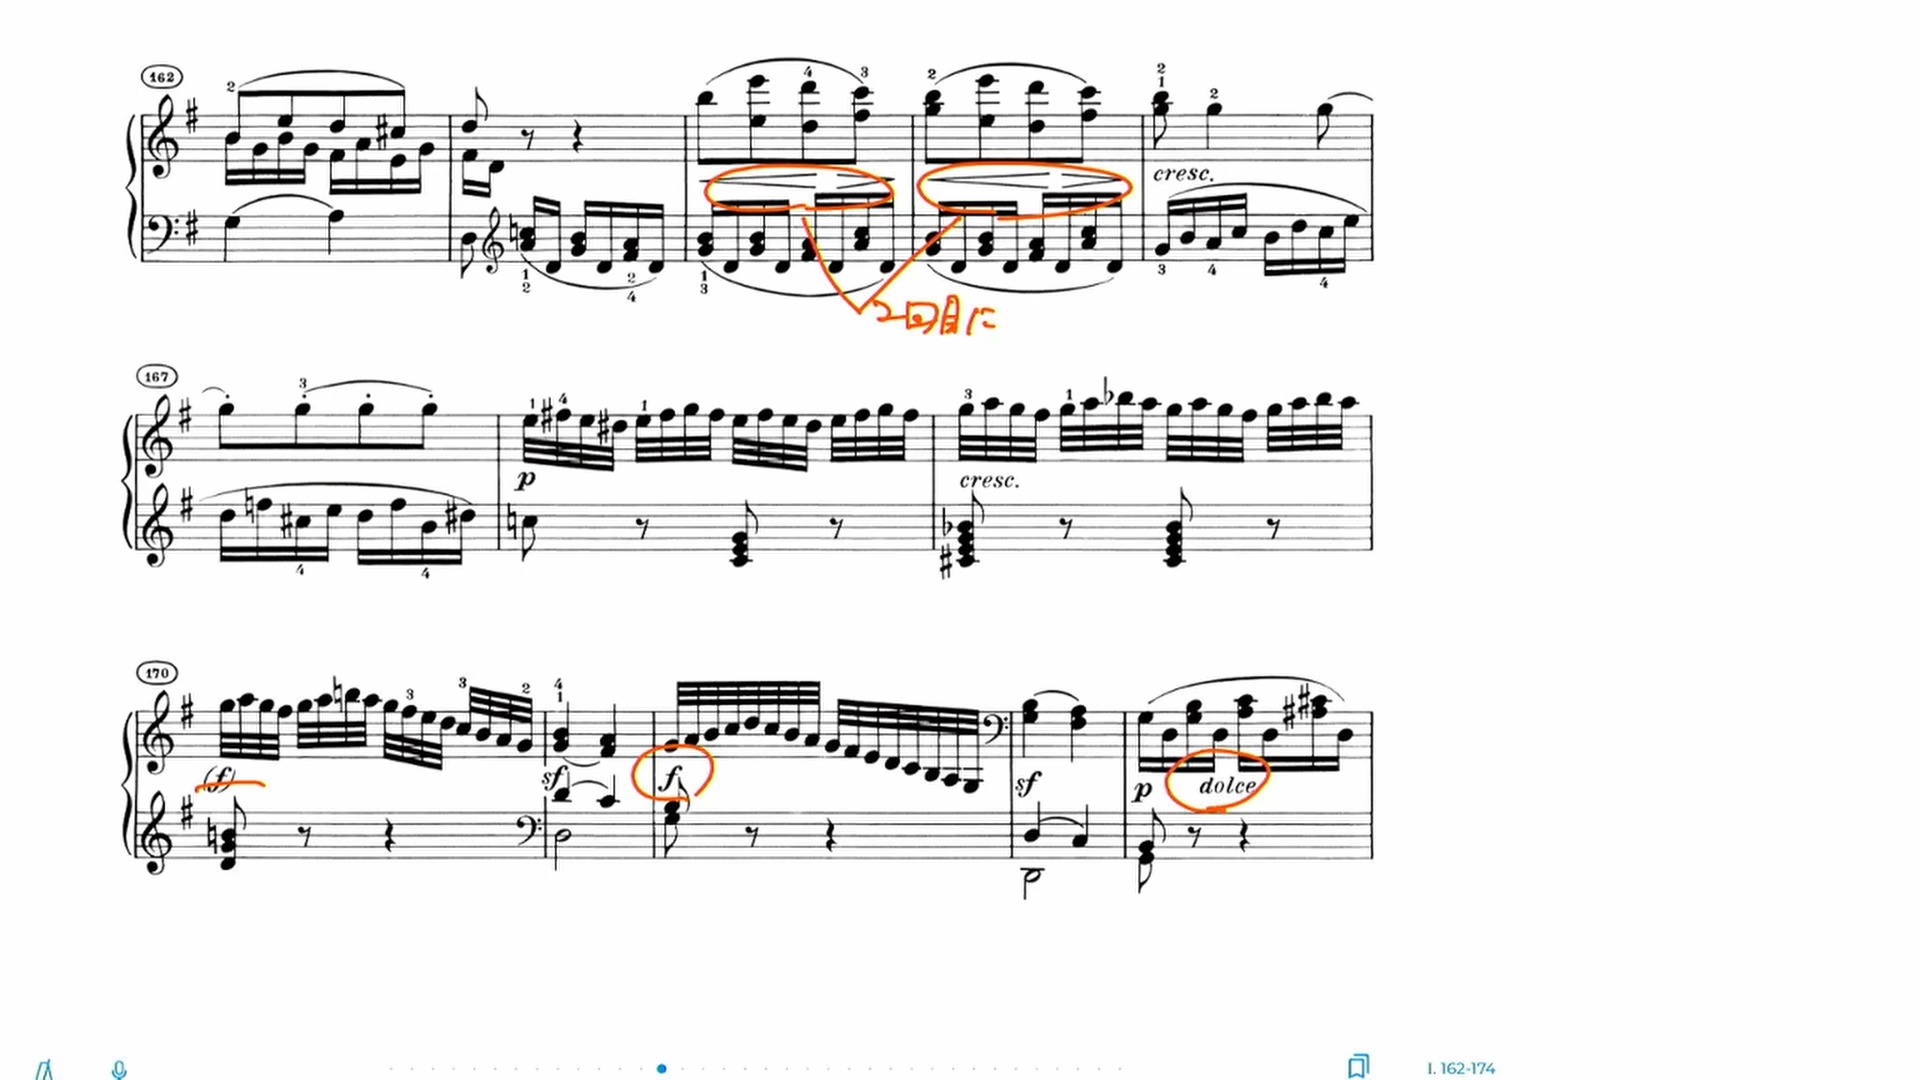 162
2 4 3 2 2 1 2
cresc.
1 2 2 4 1 3 3 4 4
2回目に
167
3 1 4 1 3 1
p cresc.
4 4
170
3 3 2 4 1
(f) sf f sf p dolce
I. 162-174